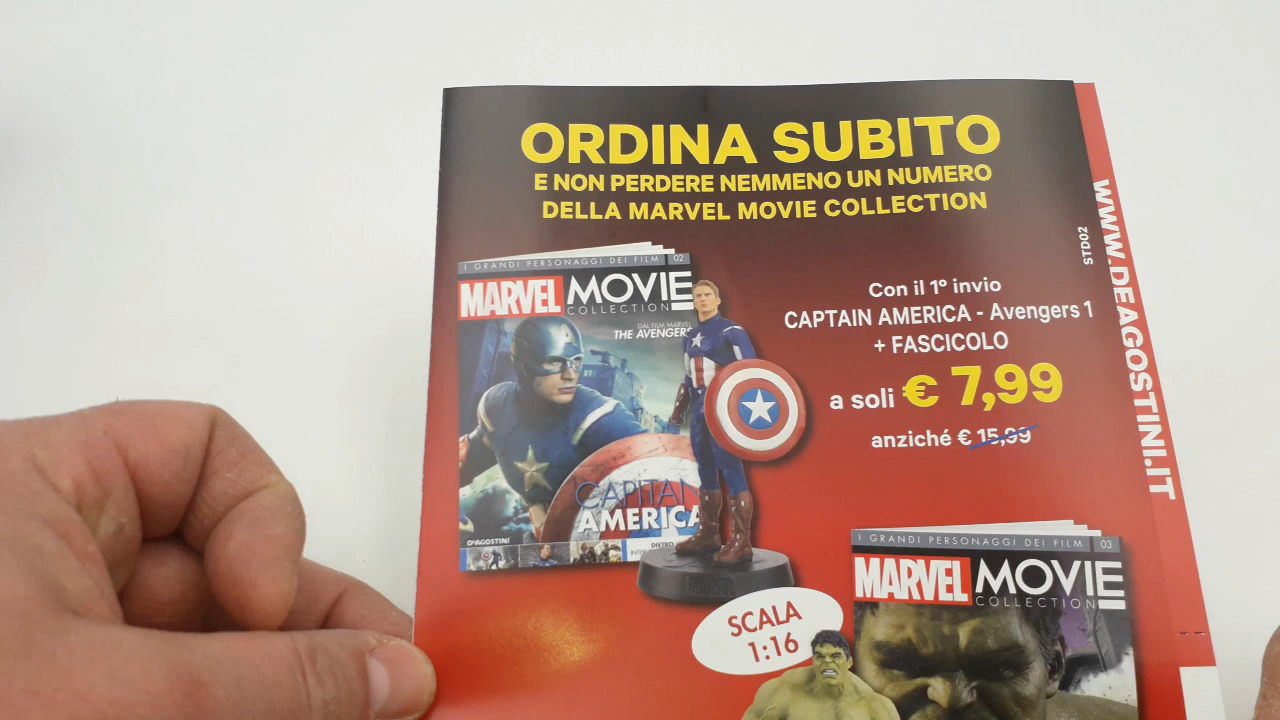 ORDINA SUBITO
E NON PERDERE NEMMENO UN NUMERO
DELLA MARVEL MOVIE COLLECTION
WWW.DEAGOSTINI.IT
STD02
I GRANDI PERSONAGGI DEI FILM 02
MARVEL MOVIE
COLLECTION
DAL FILM MARVEL
THE AVENGERS
CAPITAN
AMERICA
DeAGOSTINI
DIETRO
Con il 1° invio
CAPTAIN AMERICA - Avengers 1
+ FASCICOLO
a soli € 7,99
anziché € 15,99
SCALA
1:16
I GRANDI PERSONAGGI DEI FILM 03
MARVEL MOVIE
COLLECTION